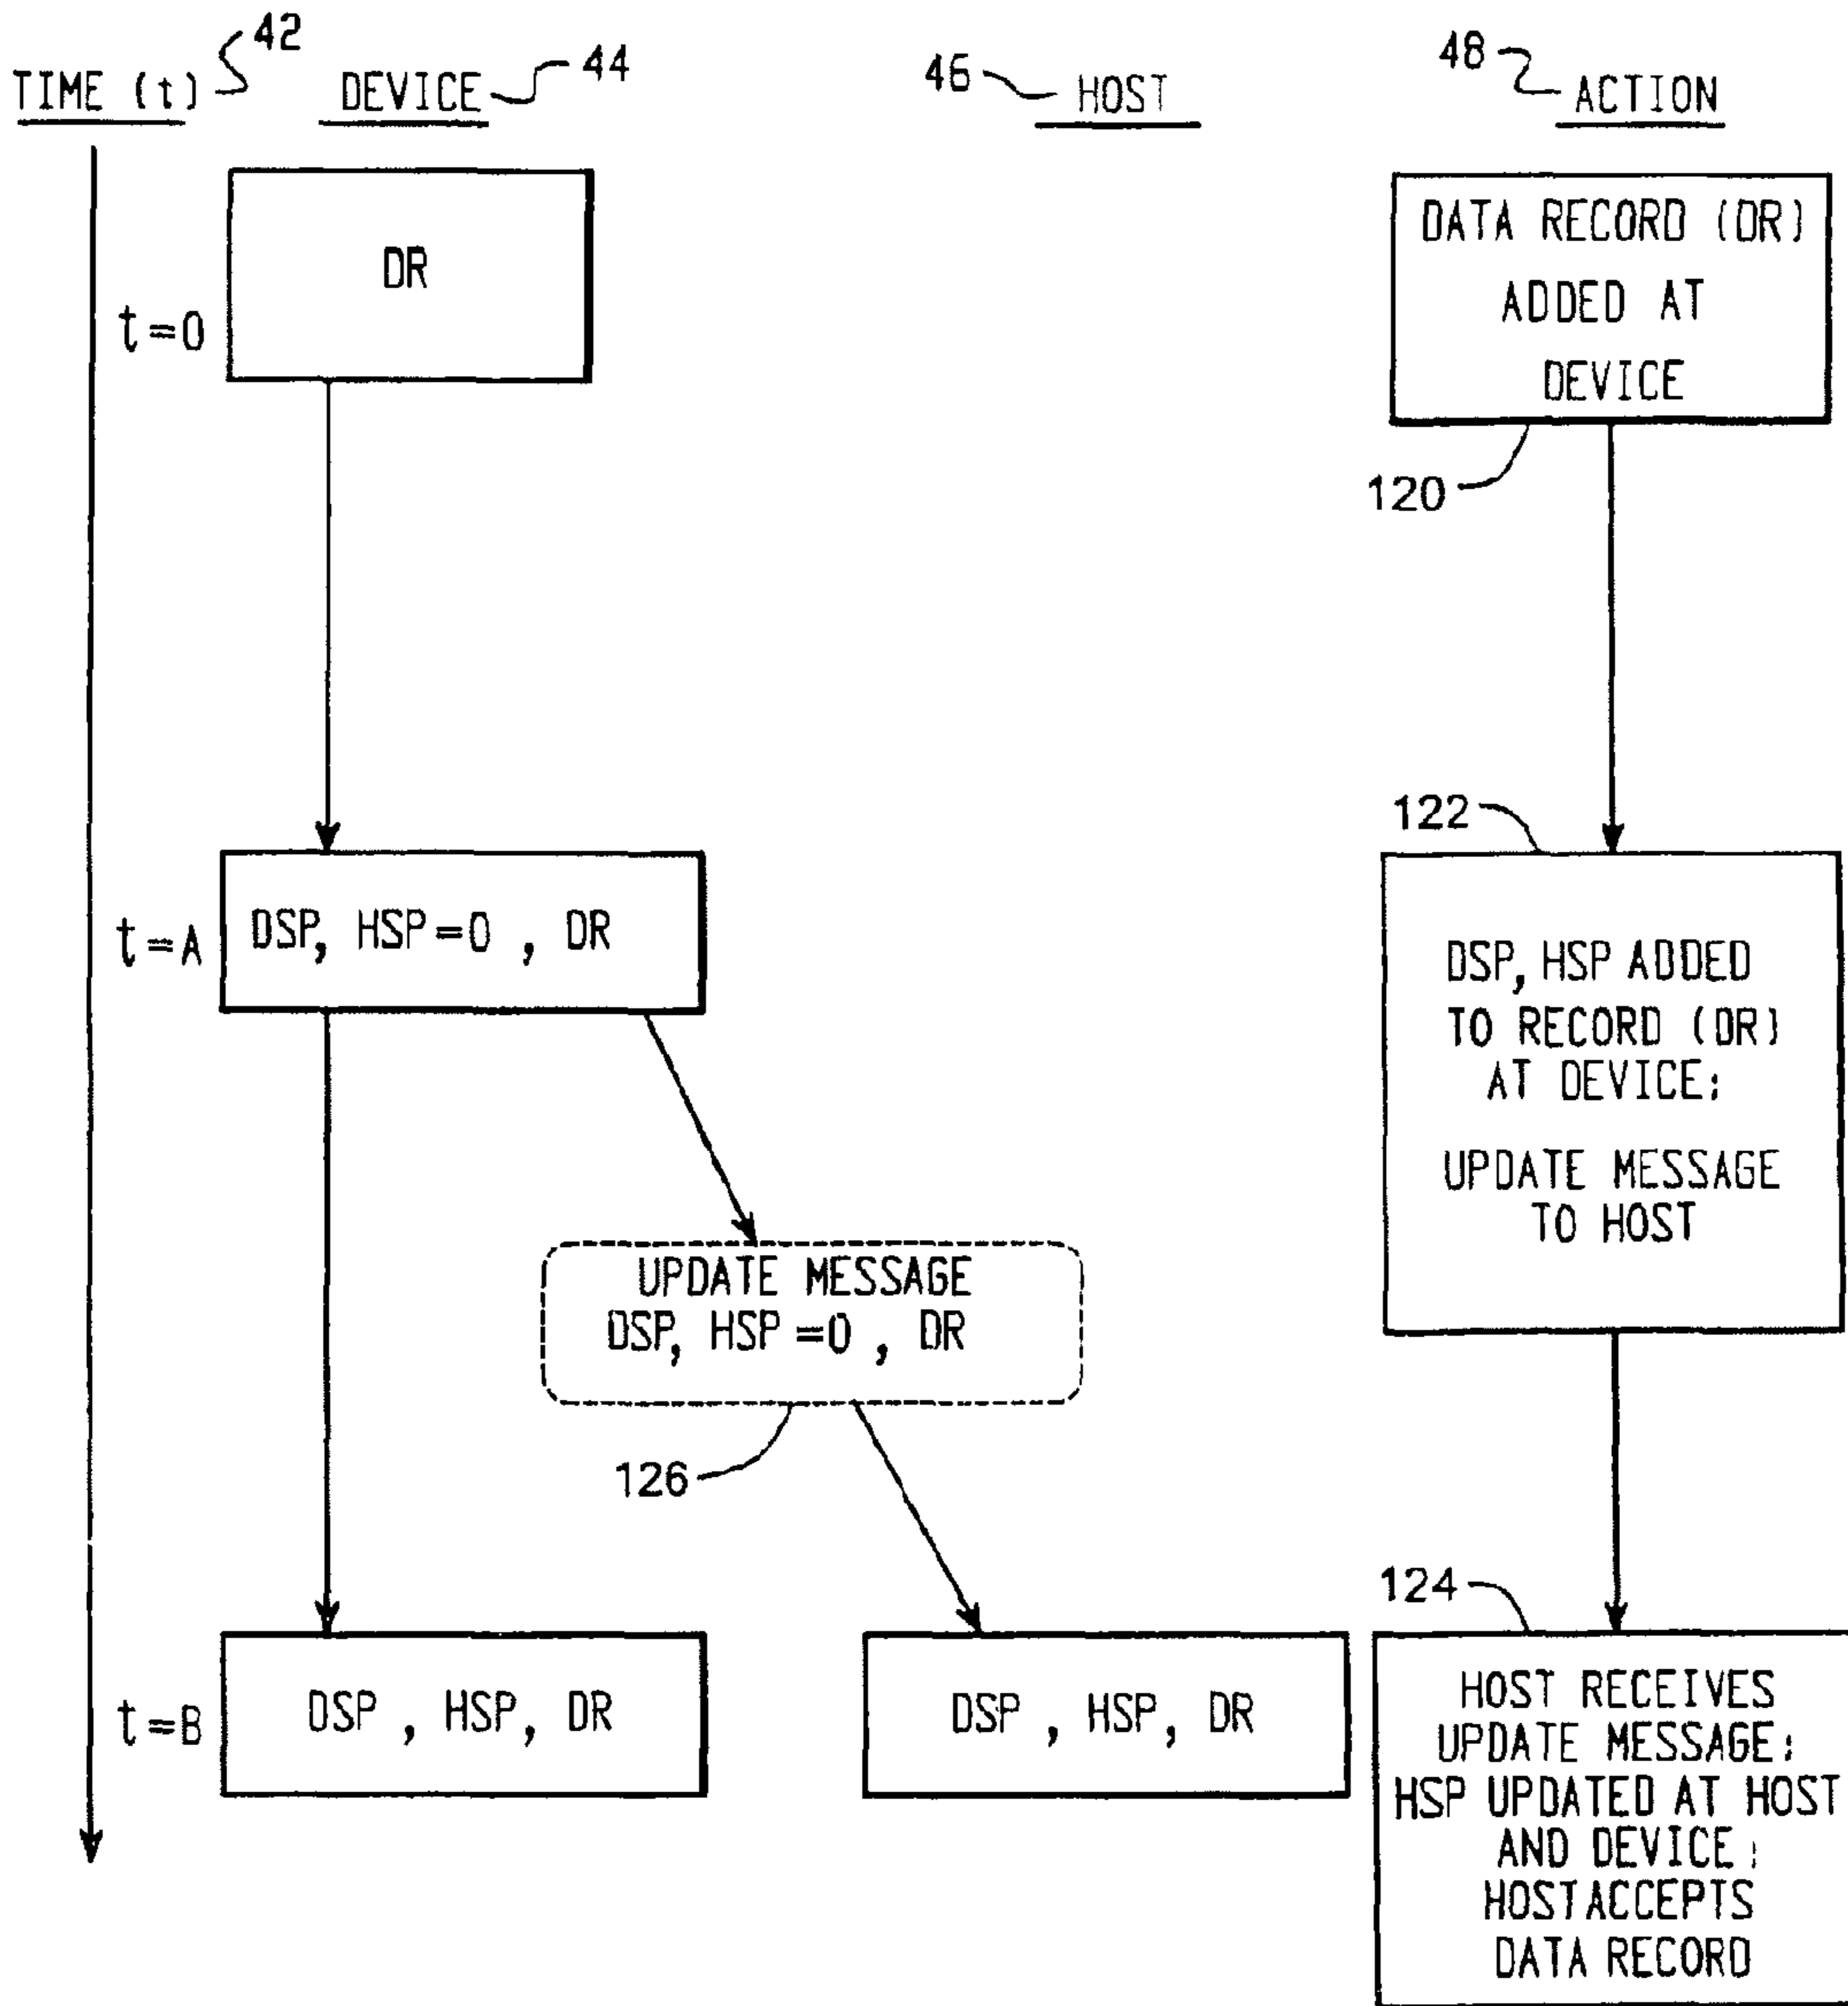 TIME (t) 42
DEVICE 44
46 HOST
48 ACTION
t=0
DR
DATA RECORD (DR)
ADDED AT
DEVICE
120
122
t=A
DSP, HSP=0 , DR
DSP, HSP ADDED
TO RECORD (DR)
AT DEVICE;
UPDATE MESSAGE
TO HOST
UPDATE MESSAGE
DSP, HSP=0 , DR
126
124
t=B
DSP , HSP, DR
DSP , HSP, DR
HOST RECEIVES
UPDATE MESSAGE;
HSP UPDATED AT HOST
AND DEVICE;
HOST ACCEPTS
DATA RECORD